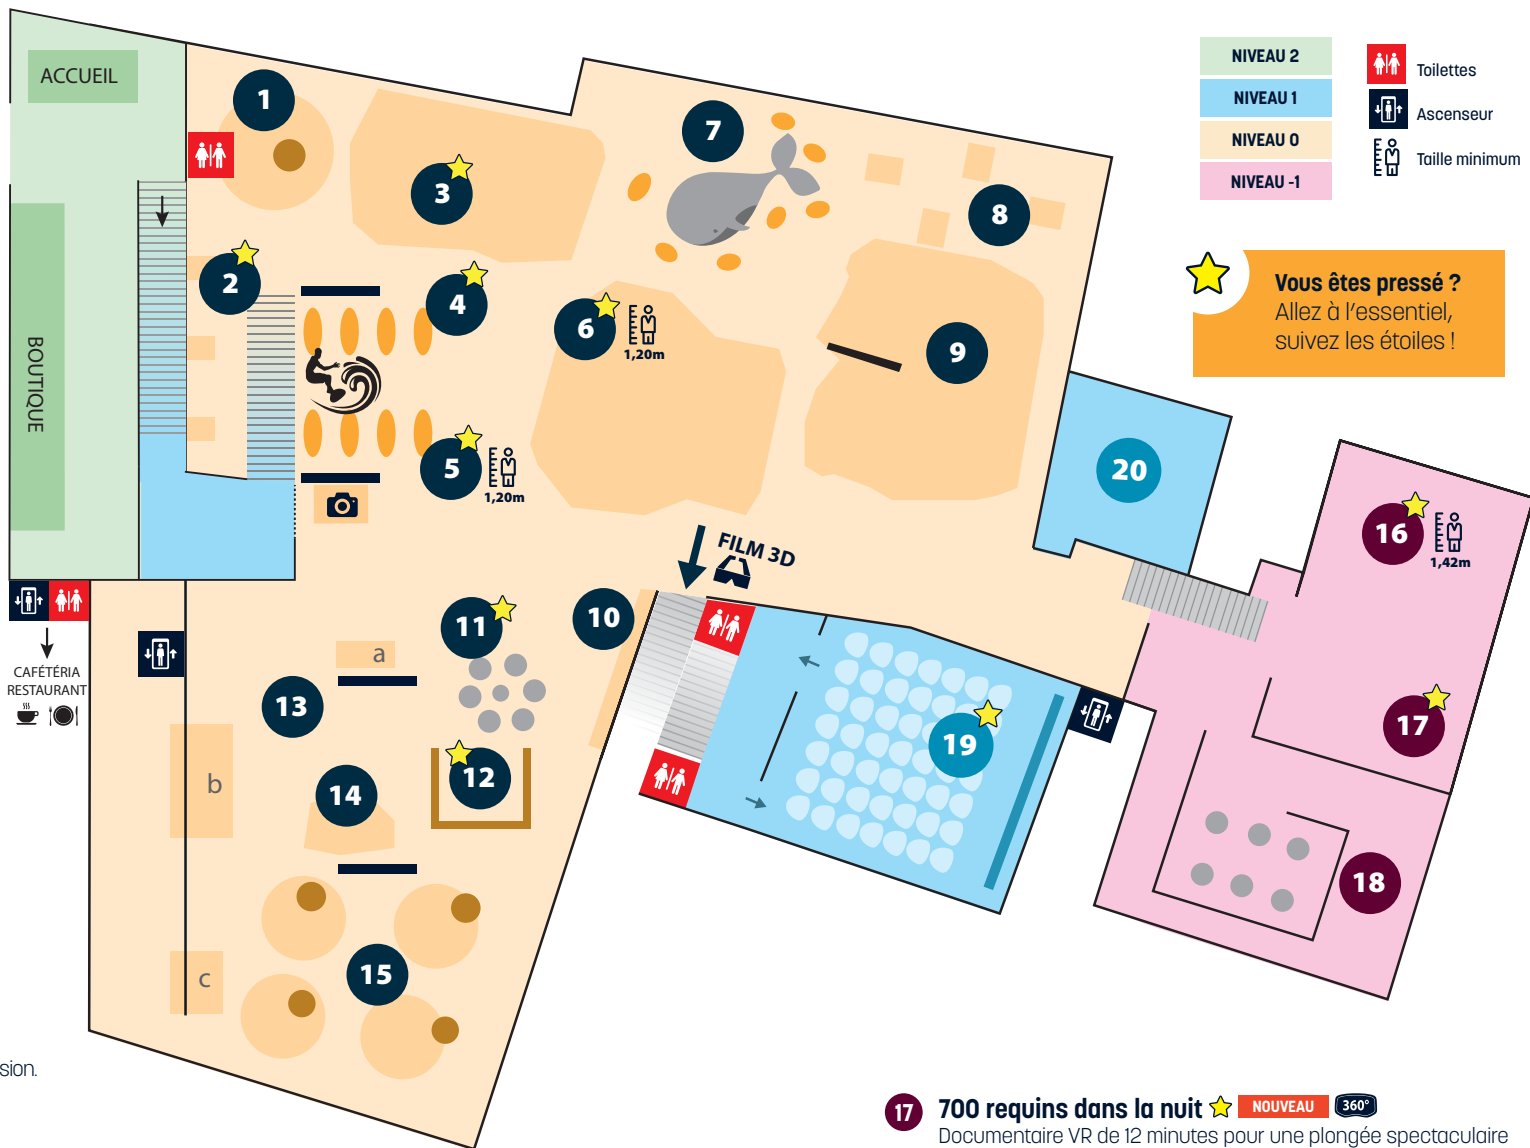 ACCUEIL
BOUTIQUE
1
2
3
4
5
1,20m
6
1,20m
7
8
9
20
FILM 3D
10
11
12
13
14
15
a
b
c
CAFÉTÉRIA
RESTAURANT
19
16
1,42m
17
18
NIVEAU 2
NIVEAU 1
NIVEAU 0
NIVEAU -1
Toilettes
Ascenseur
Taille minimum
Vous êtes pressé ?
Allez à l'essentiel,
suivez les étoiles !
sion.
17 700 requins dans la nuit NOUVEAU 360°
Documentaire VR de 12 minutes pour une plongée spectaculaire